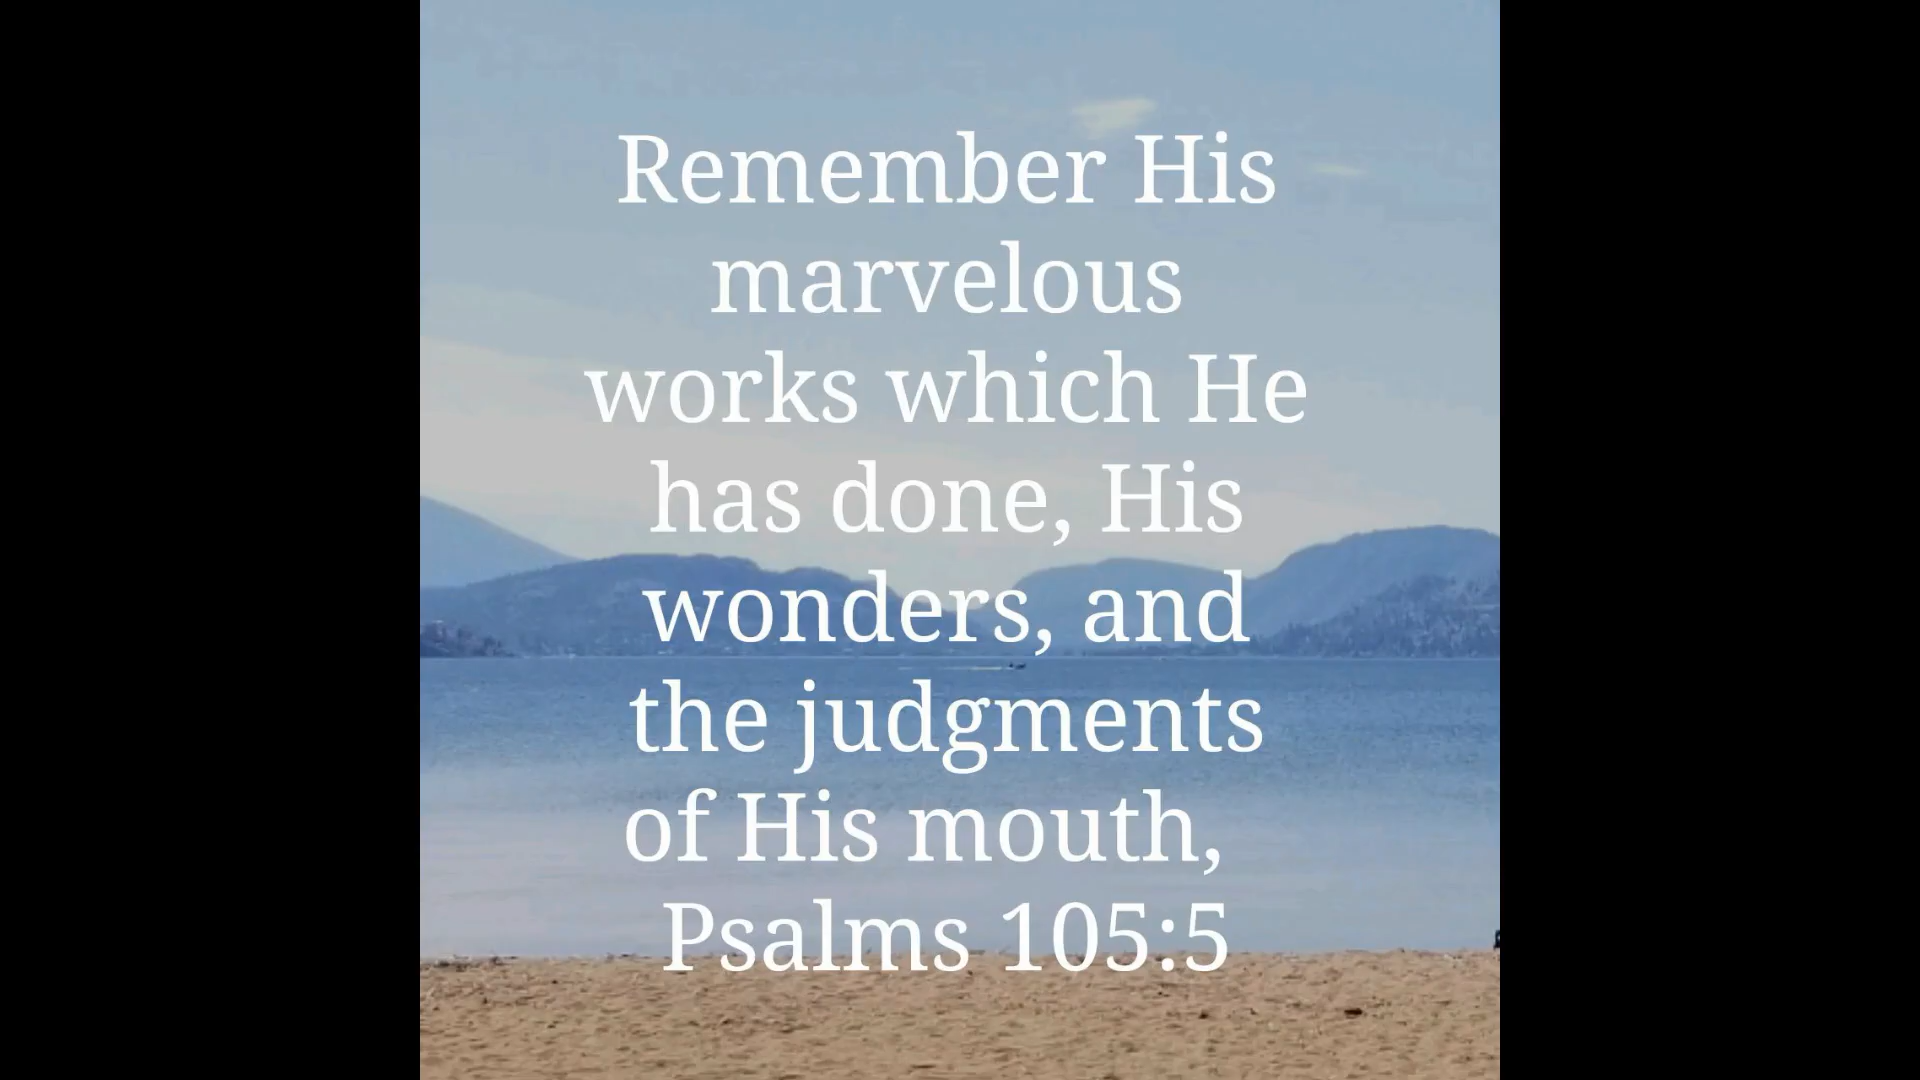 Remember His
marvelous
works which He
has done, His
wonders, and
the judgments
of His mouth,
Psalms 105:5